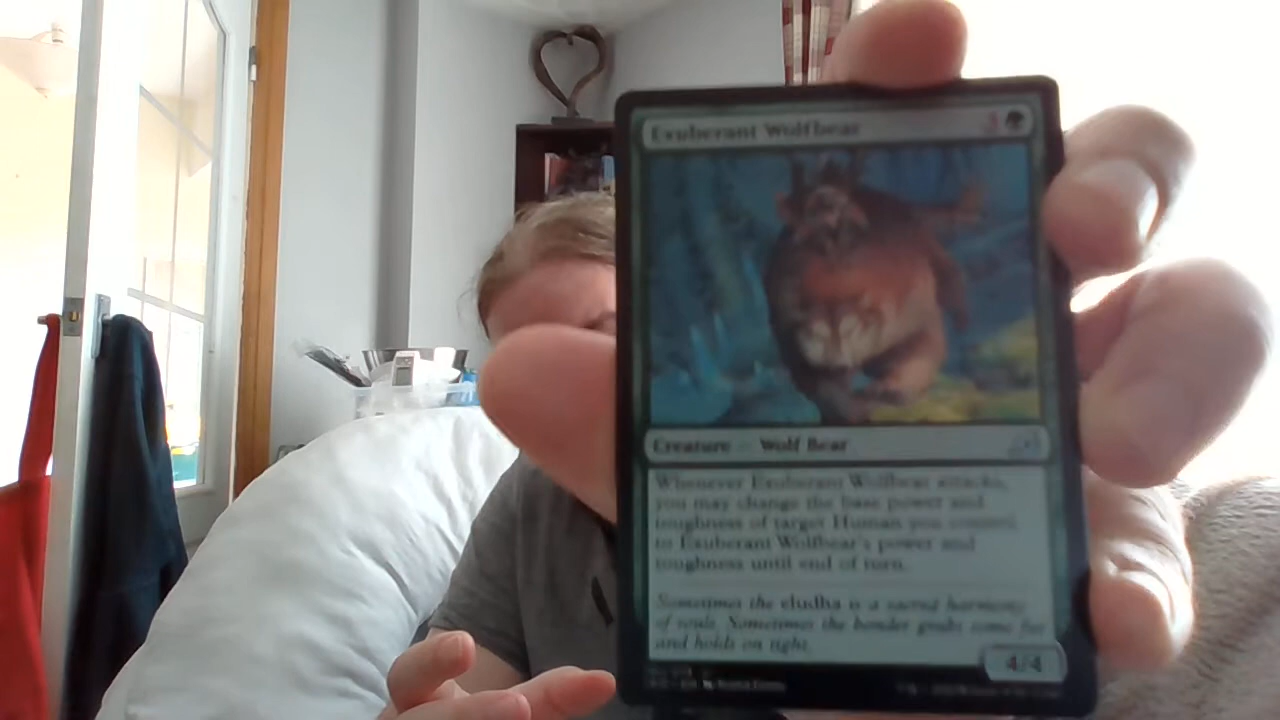 Exuberant Wolfbear 3
Creature — Wolf Bear
Whenever Exuberant Wolfbear attacks,
you may change the base power and
toughness of target Human you control
to Exuberant Wolfbear's power and
toughness until end of turn.
Sometimes the eludha is a sacred harmony
of souls. Sometimes the bonder grabs some fur
and holds on tight.
4/4